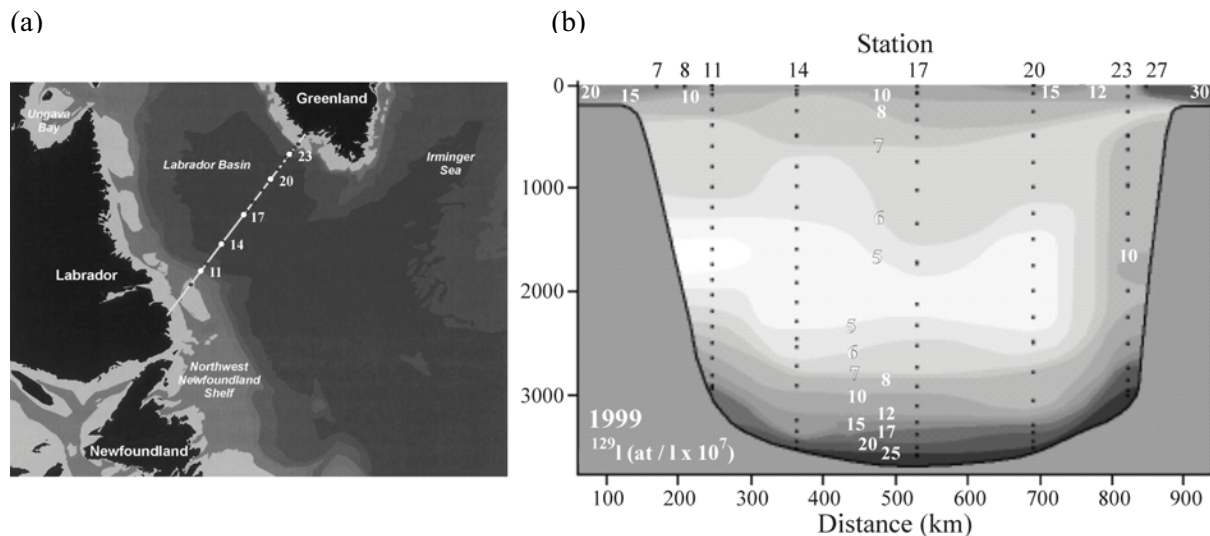 (a)
Ungava
Bay
Greenland
Labrador Basin
Irminger
Sea
23
20
17
14
11
Labrador
Northwest
Newfoundland
Shelf
Newfoundland
(b)
Station
7 8 11 14 17 20 23 27
0
1000
2000
3000
20 15 10 10 15 12 30
8
7
6
5
10
5
6
7 8
10
12
15 17
20
25
1999
¹²⁹I (at / l x 10⁷)
100 200 300 400 500 600 700 800 900
Distance (km)